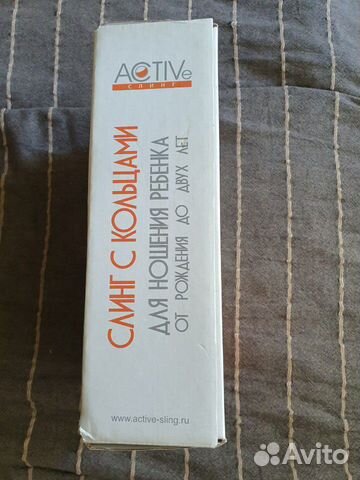 ACTIVe
СЛИНГ
СЛИНГ С КОЛЬЦАМИ
ДЛЯ НОШЕНИЯ РЕБЕНКА
ОТ РОЖДЕНИЯ ДО ДВУХ ЛЕТ
www.active-sling.ru
Avito